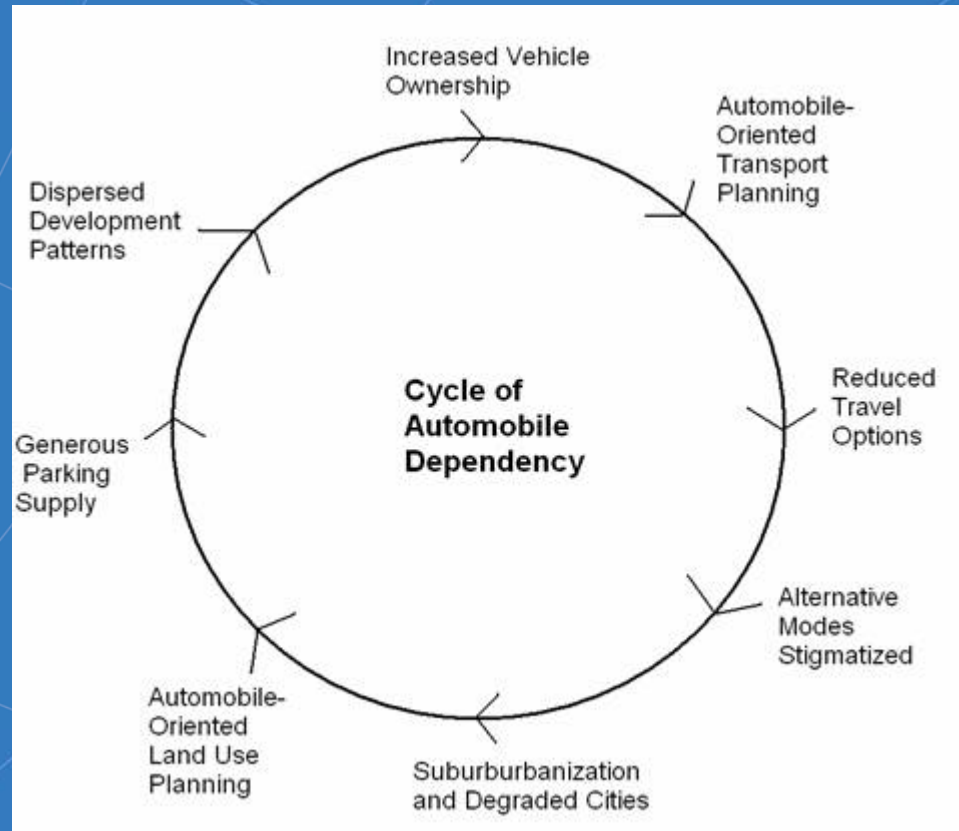 Increased Vehicle
Ownership
Automobile-
Oriented
Transport
Planning
Reduced
Travel
Options
Alternative
Modes
Stigmatized
Suburburbanization
and Degraded Cities
Automobile-
Oriented
Land Use
Planning
Generous
Parking
Supply
Dispersed
Development
Patterns
Cycle of
Automobile
Dependency